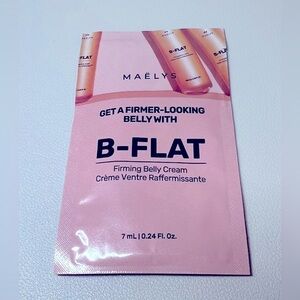 B-FLAT
MAËLYS
GET A FIRMER-LOOKING
BELLY WITH
B-FLAT
Firming Belly Cream
Crème Ventre Raffermissante
7 mL | 0.24 Fl. Oz.